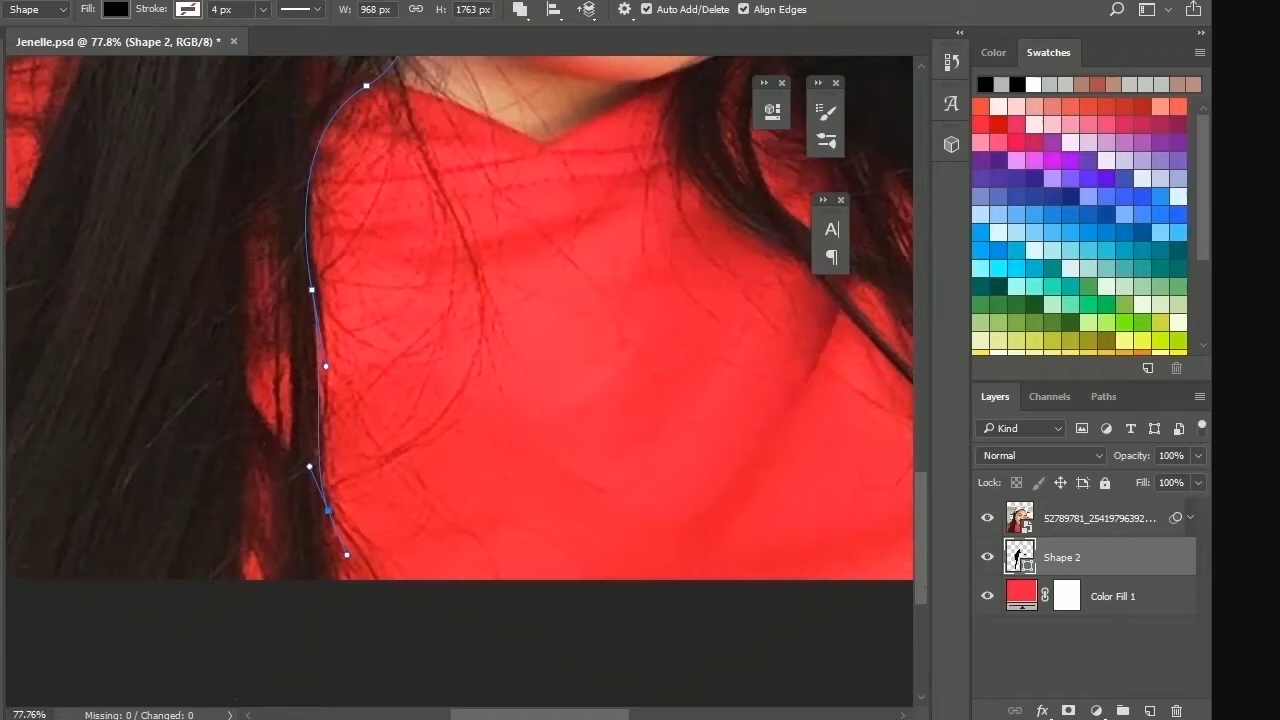 Shape Fill: Stroke: 4 px W: 968 px H: 1763 px Auto Add/Delete Align Edges
Jenelle.psd @ 77.8% (Shape 2, RGB/8) *
Color Swatches
A
A
¶
Layers Channels Paths
Kind T
Normal Opacity: 100%
Lock: Fill: 100%
52789781_25419796392...
Shape 2
Color Fill 1
77.76% Missing: 0 / Changed: 0
fx